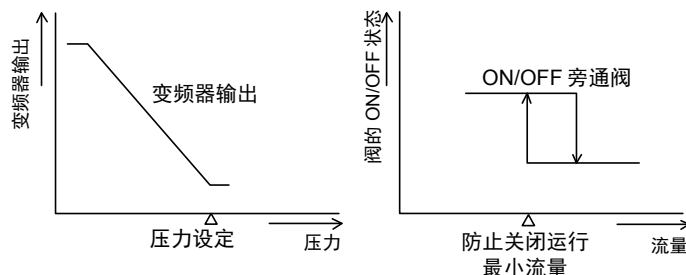 变频器输出
变频器输出
压力设定
压力
阀的 ON/OFF 状态
ON/OFF 旁通阀
防止关闭运行
最小流量
流量